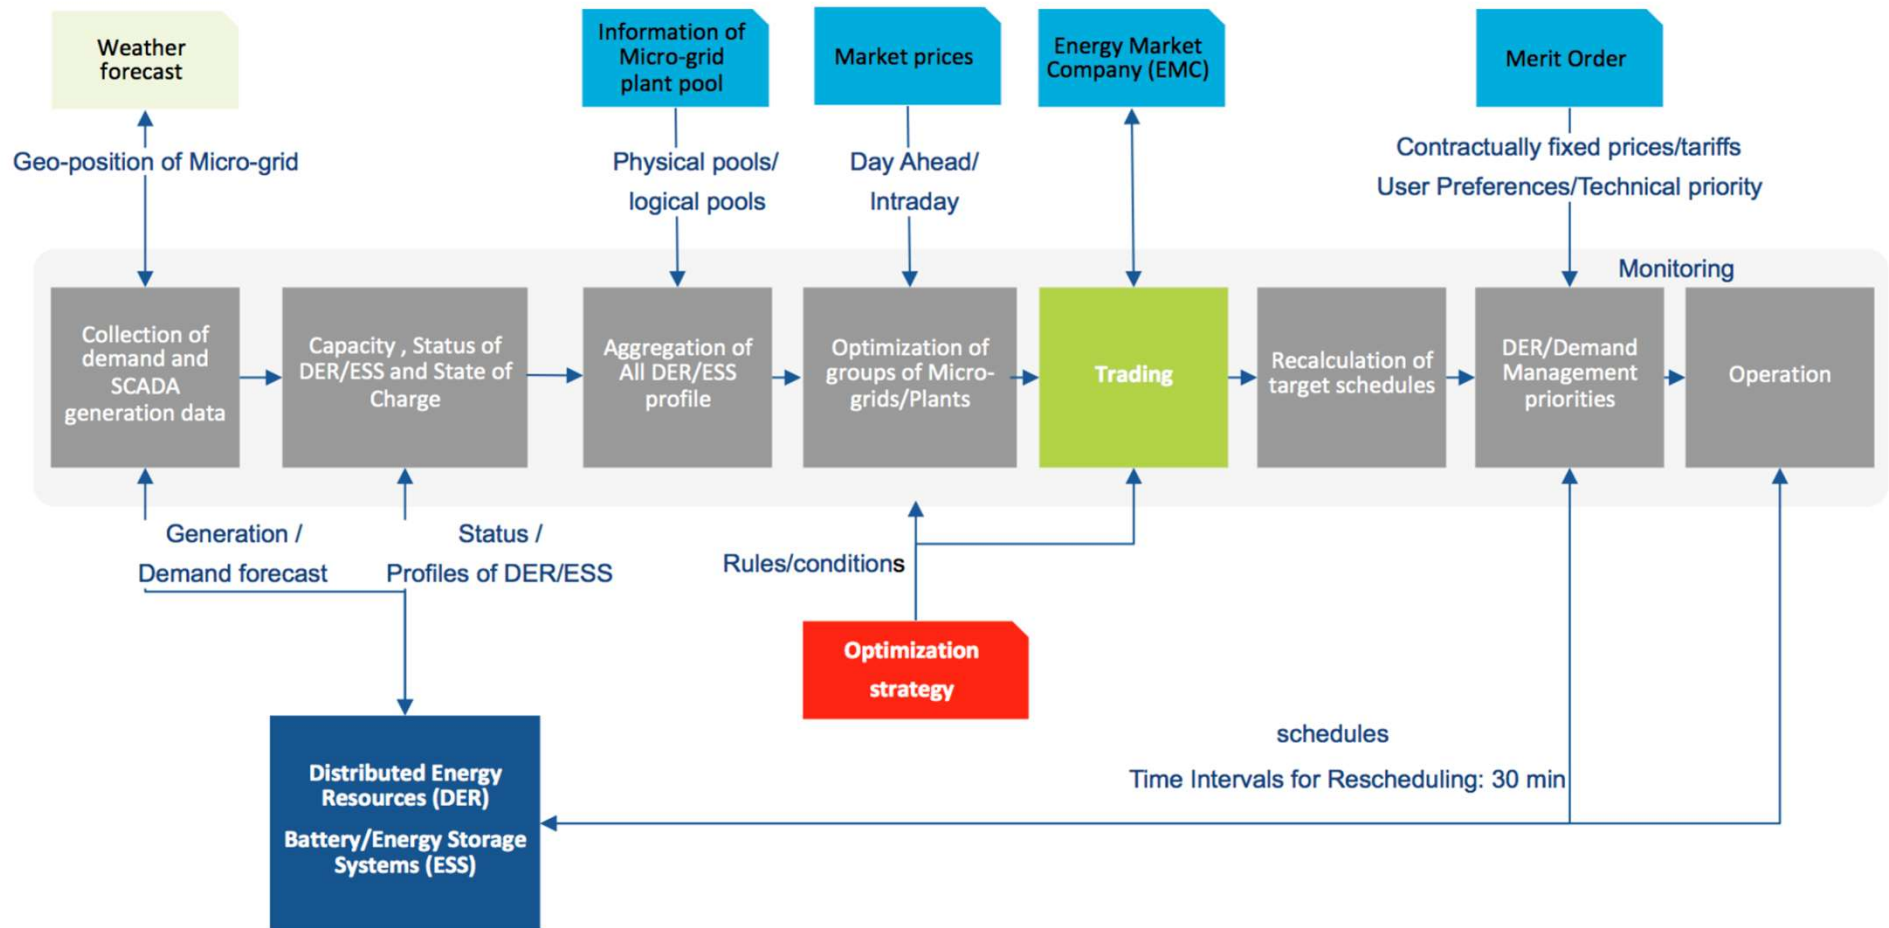 Weather
forecast
Information of
Micro-grid
plant pool
Market prices
Energy Market
Company (EMC)
Merit Order
Geo-position of Micro-grid
Physical pools/
logical pools
Day Ahead/
Intraday
Contractually fixed prices/tariffs
User Preferences/Technical priority
Monitoring
Collection of
demand and
SCADA
generation data
Capacity , Status of
DER/ESS and State of
Charge
Aggregation of
All DER/ESS
profile
Optimization of
groups of Micro-
grids/Plants
Trading
Recalculation of
target schedules
DER/Demand
Management
priorities
Operation
Generation /
Demand forecast
Status /
Profiles of DER/ESS
Rules/conditions
Optimization
strategy
schedules
Time Intervals for Rescheduling: 30 min
Distributed Energy
Resources (DER)
Battery/Energy Storage
Systems (ESS)